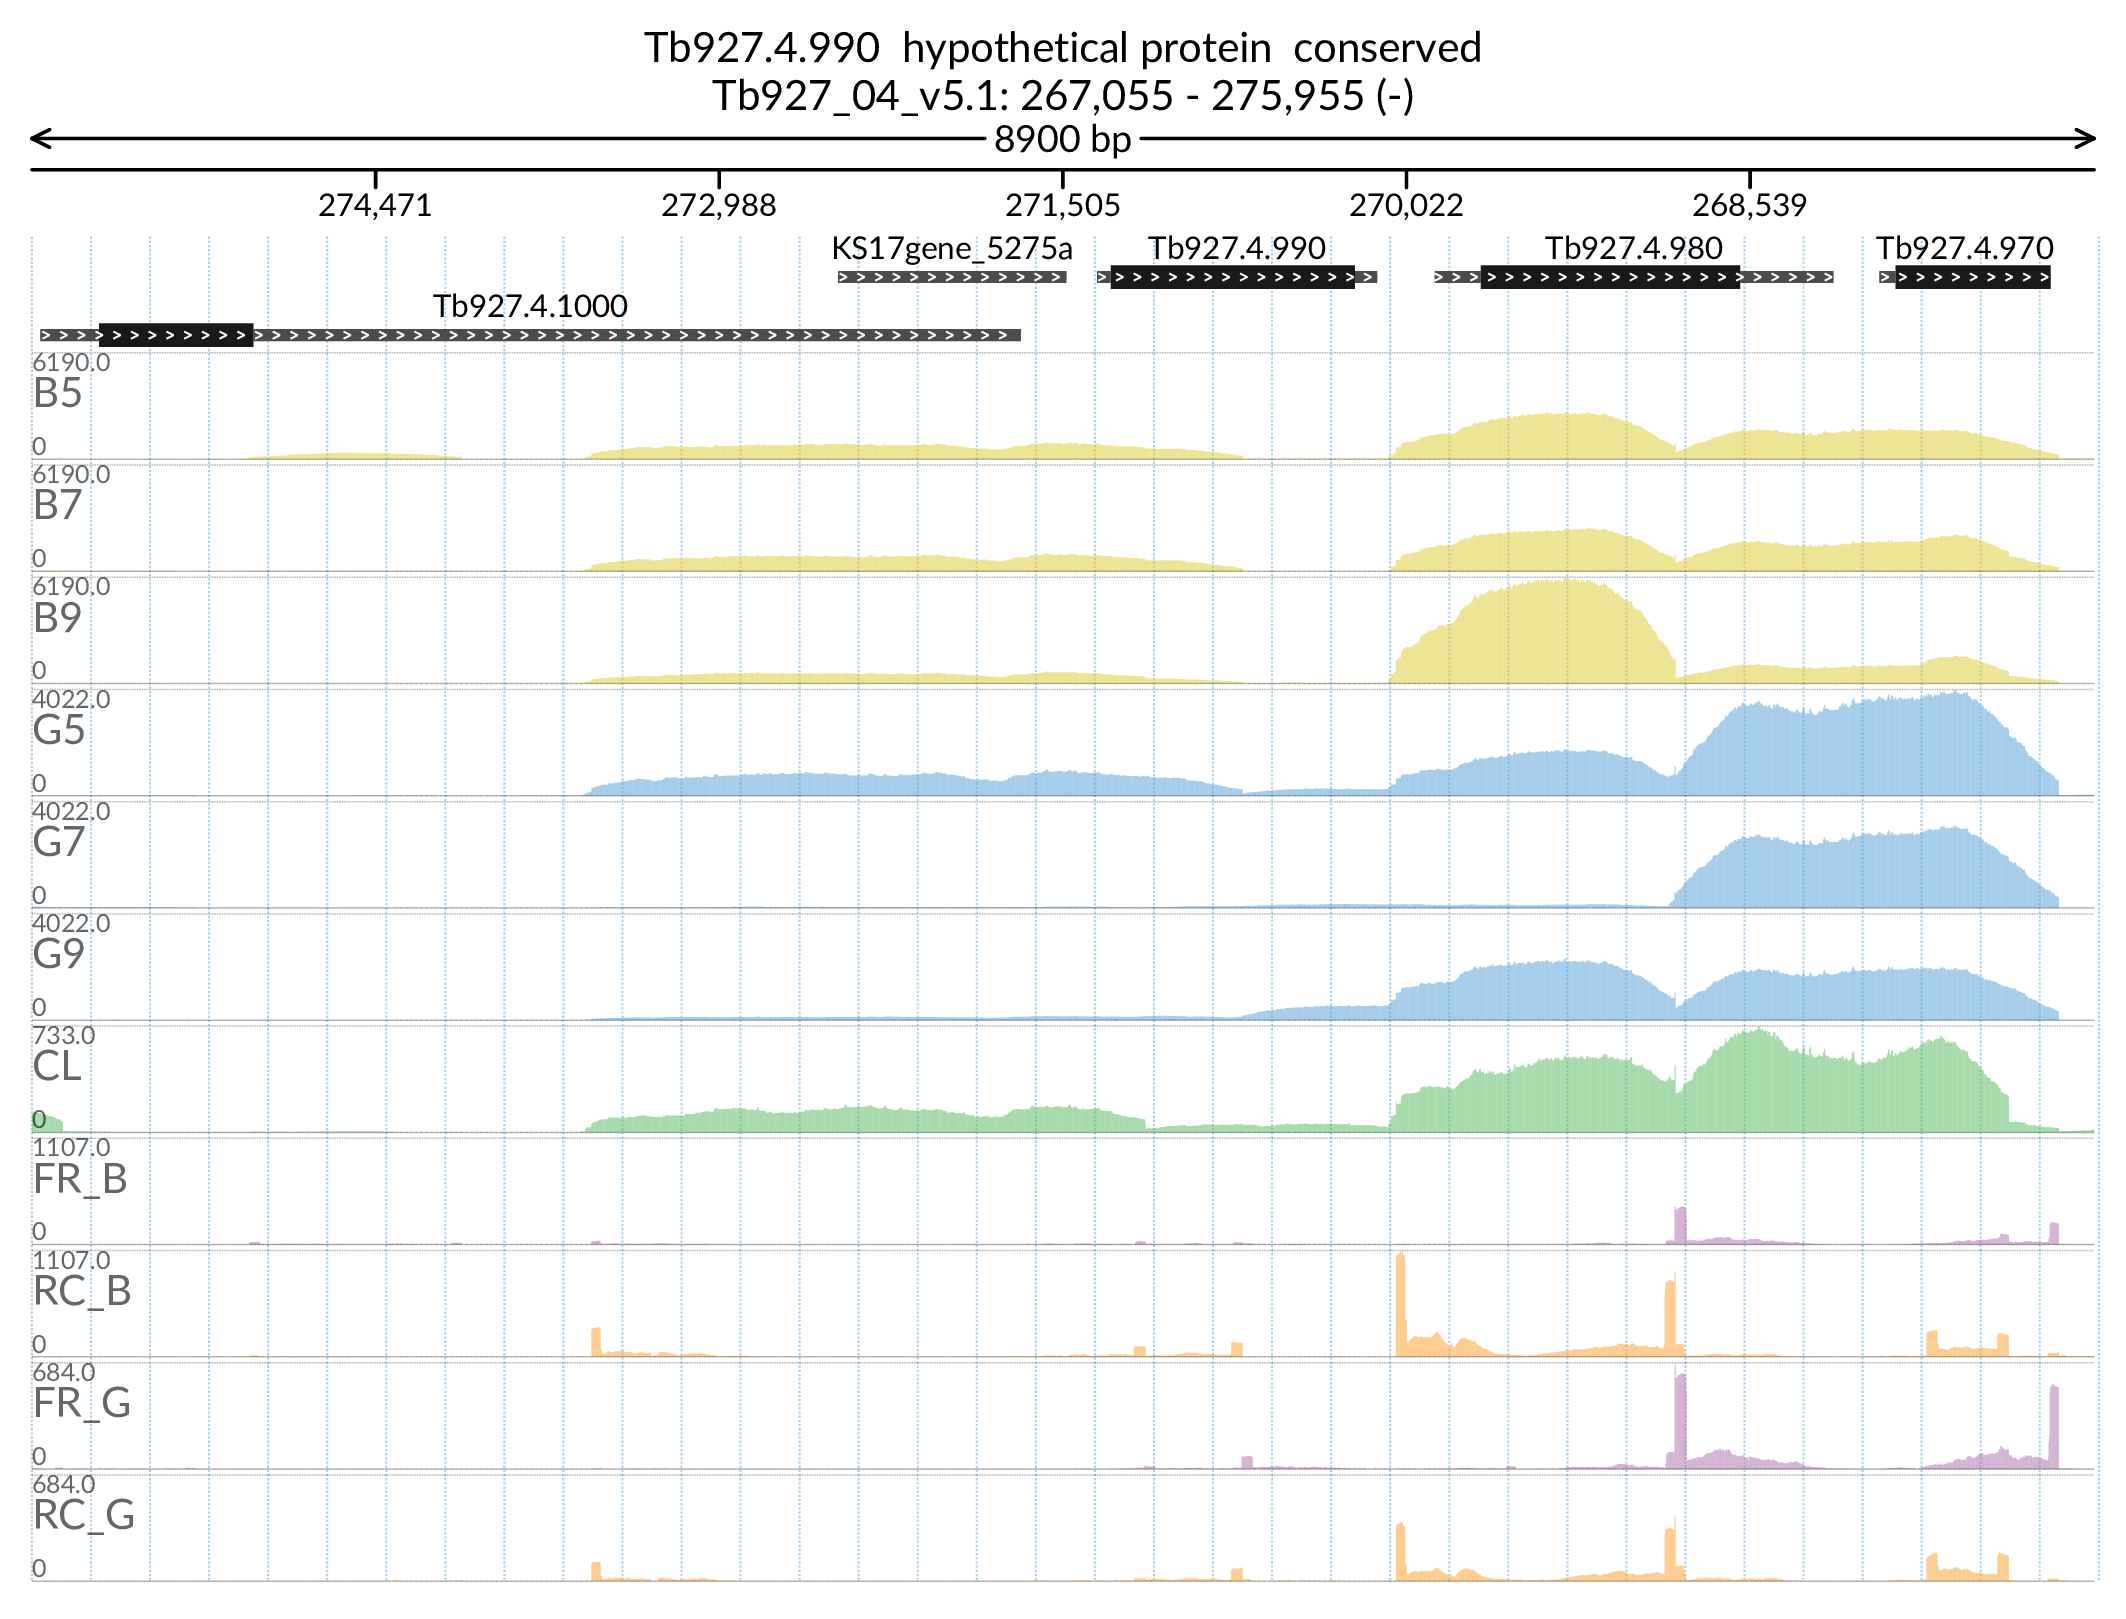 Tb927.4.990 hypothetical protein conserved
Tb927_04_v5.1: 267,055 - 275,955 (-)
8900 bp
274,471 272,988 271,505 270,022 268,539
KS17gene_5275a Tb927.4.990 Tb927.4.980 Tb927.4.970
Tb927.4.1000
6190.0
B5
0
6190.0
B7
0
6190.0
B9
0
4022.0
G5
0
4022.0
G7
0
4022.0
G9
0
733.0
CL
0
1107.0
FR_B
0
1107.0
RC_B
0
684.0
FR_G
0
684.0
RC_G
0